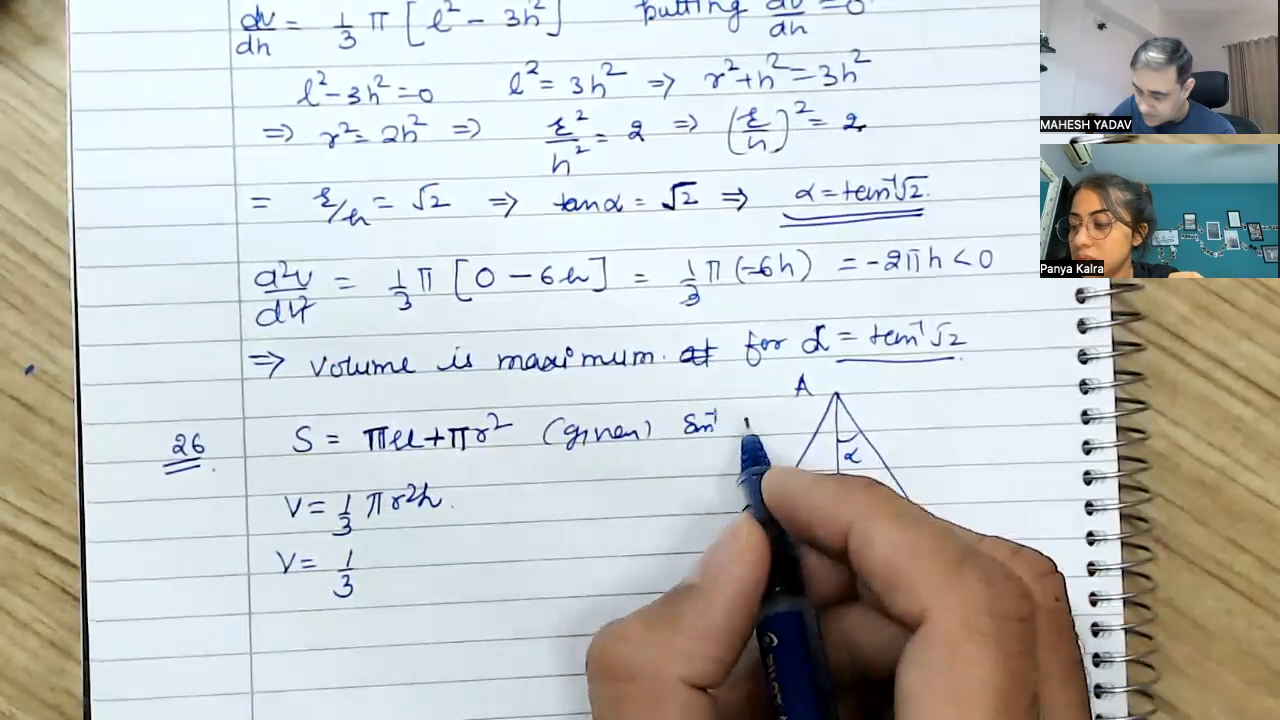 dv/dh = 1/3 π [l² - 3h²] putting dv/dh = 0
l² - 3h² = 0 l² = 3h² ⇒ r² + h² = 3h²
⇒ r² = 2h² ⇒ r²/h² = 2 ⇒ (r/h)² = 2
= r/h = √2 ⇒ tanα = √2 ⇒ α = tan⁻¹√2.
d²v/dh² = 1/3 π [0 - 6h] = 1/3 π (-6h) = -2πh < 0
⇒ volume is maximum. for α = tan⁻¹√2
A
26 S = πrl + πr² (given) Sin⁻¹
α
V = 1/3 πr²h.
V = 1/3
MAHESH YADAV
Panya Kalra